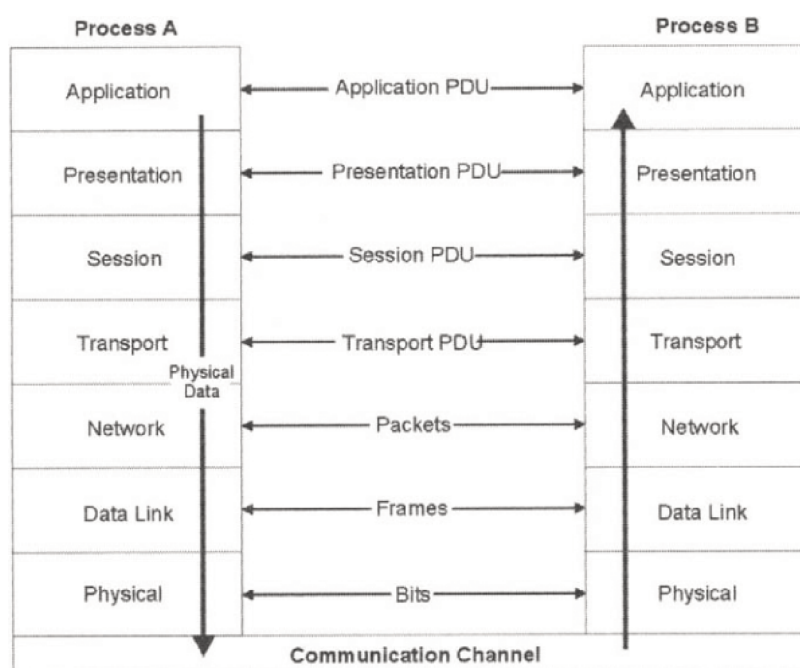 Process A Process B
Application Application PDU Application
Presentation Presentation PDU Presentation
Session Session PDU Session
Transport Transport PDU Transport
Physical
Data
Network Packets Network
Data Link Frames Data Link
Physical Bits Physical
Communication Channel